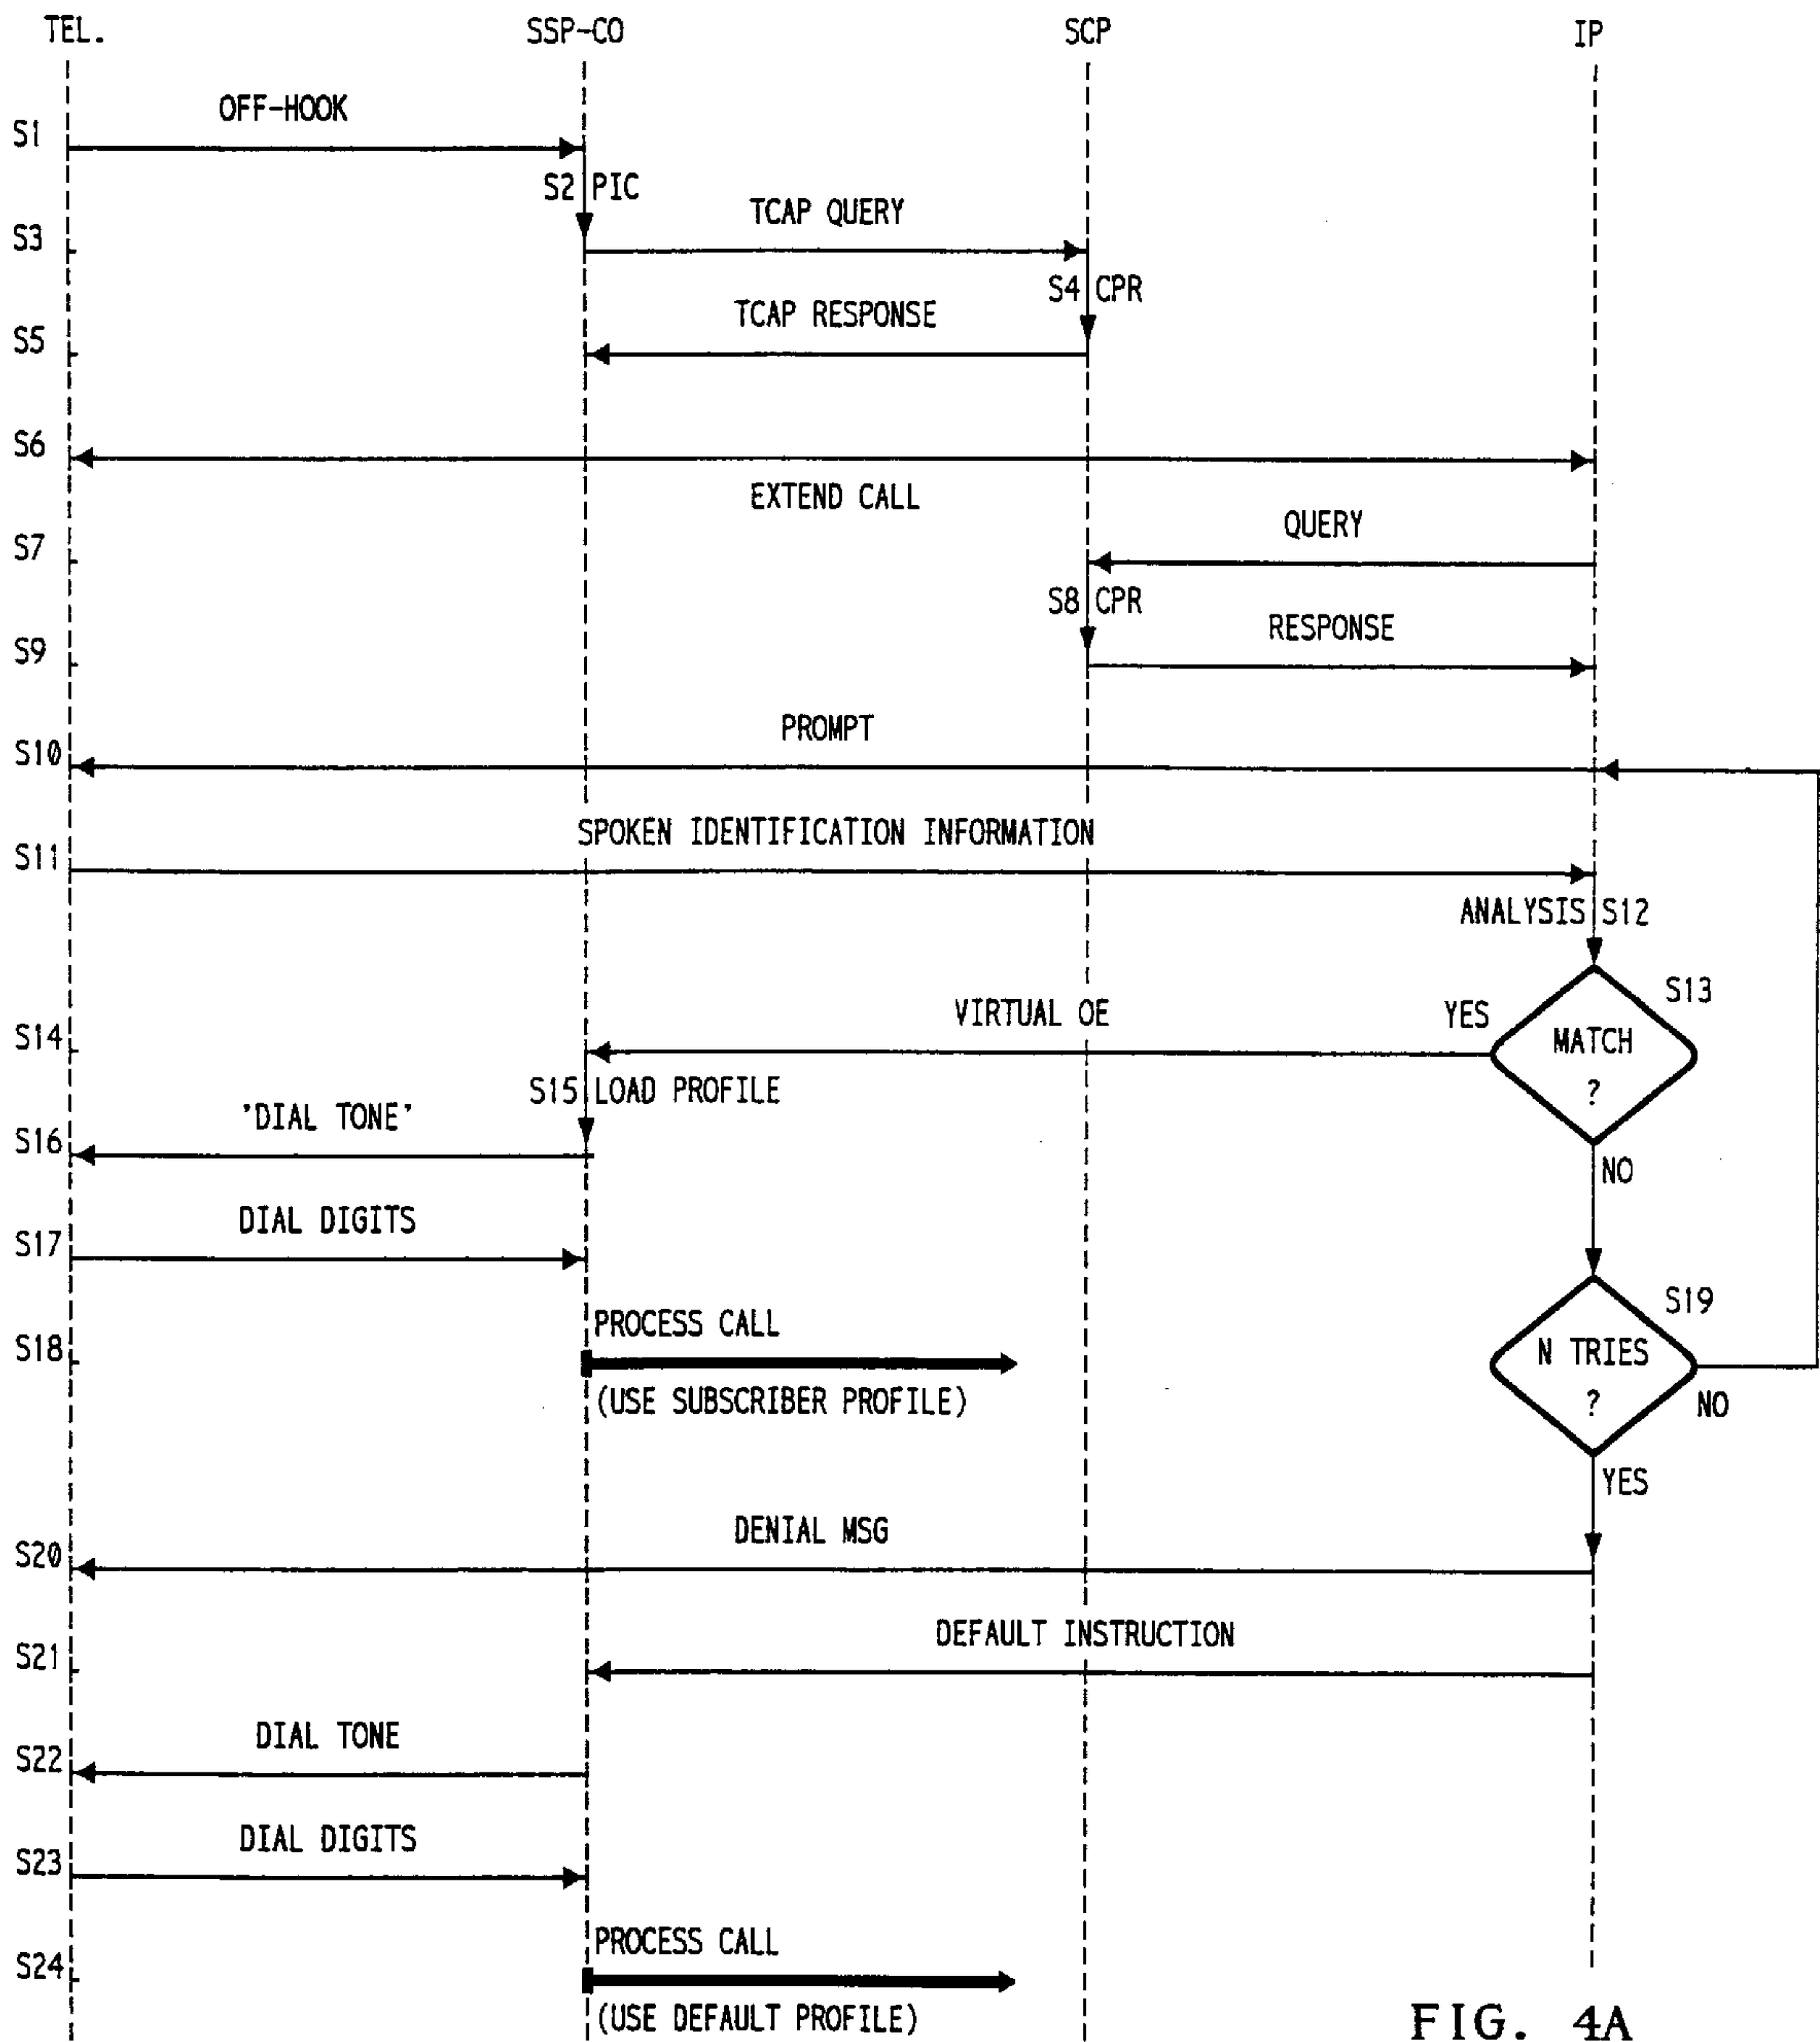 TEL. SSP-CO SCP IP
OFF-HOOK
S1
S2 PIC
TCAP QUERY
S3
S4 CPR
TCAP RESPONSE
S5
S6
EXTEND CALL
QUERY
S7
S8 CPR
RESPONSE
S9
PROMPT
S10
SPOKEN IDENTIFICATION INFORMATION
S11
ANALYSIS S12
S13
VIRTUAL OE YES
MATCH
?
S14
S15 LOAD PROFILE
'DIAL TONE'
S16
NO
DIAL DIGITS
S17
S19
PROCESS CALL
S18
N TRIES
?
(USE SUBSCRIBER PROFILE)
NO
YES
DENIAL MSG
S20
DEFAULT INSTRUCTION
S21
DIAL TONE
S22
DIAL DIGITS
S23
PROCESS CALL
S24
(USE DEFAULT PROFILE)
FIG. 4A